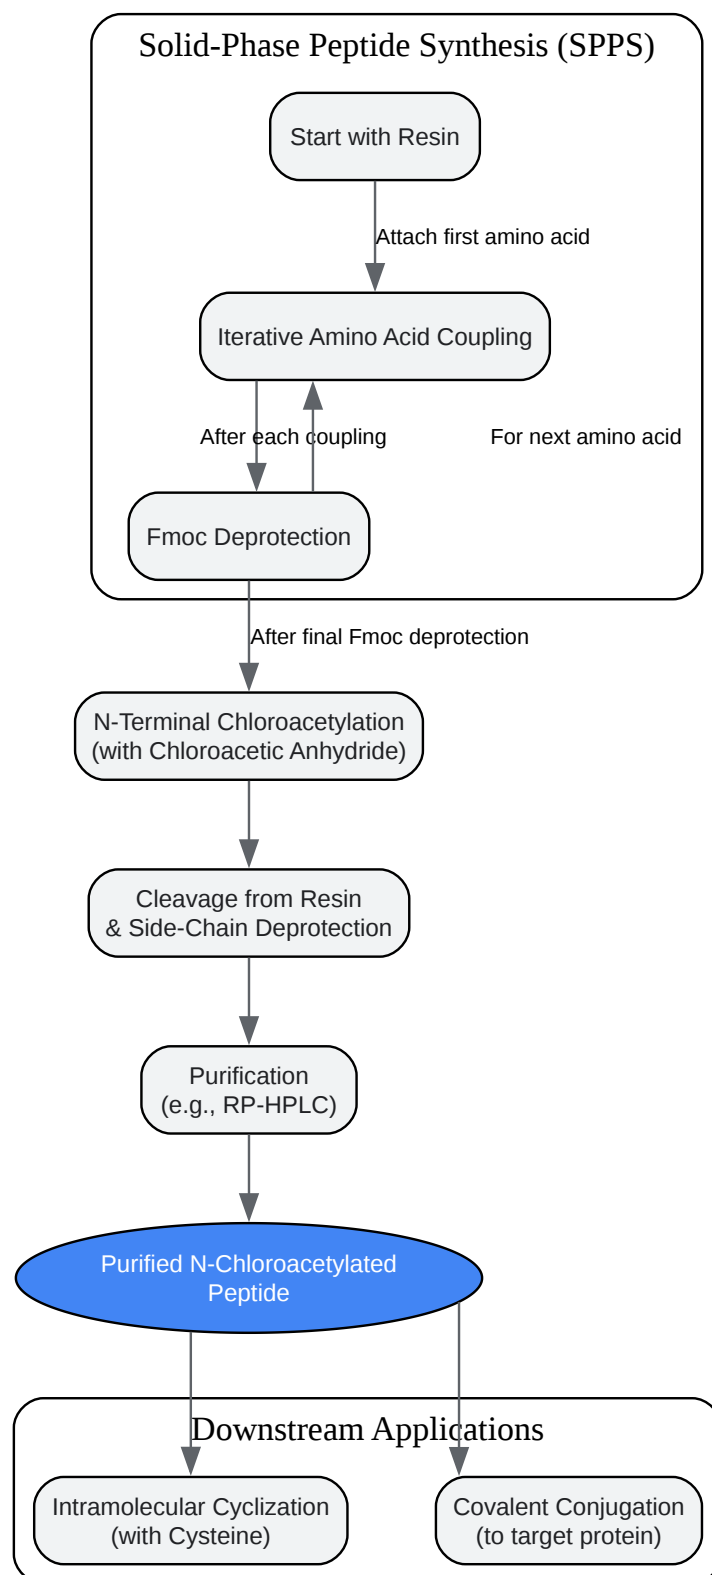 Solid-Phase Peptide Synthesis (SPPS)
Start with Resin
Attach first amino acid
Iterative Amino Acid Coupling
After each coupling
For next amino acid
Fmoc Deprotection
After final Fmoc deprotection
N-Terminal Chloroacetylation
(with Chloroacetic Anhydride)
Cleavage from Resin
& Side-Chain Deprotection
Purification
(e.g., RP-HPLC)
Purified N-Chloroacetylated
Peptide
Downstream Applications
Intramolecular Cyclization
(with Cysteine)
Covalent Conjugation
(to target protein)